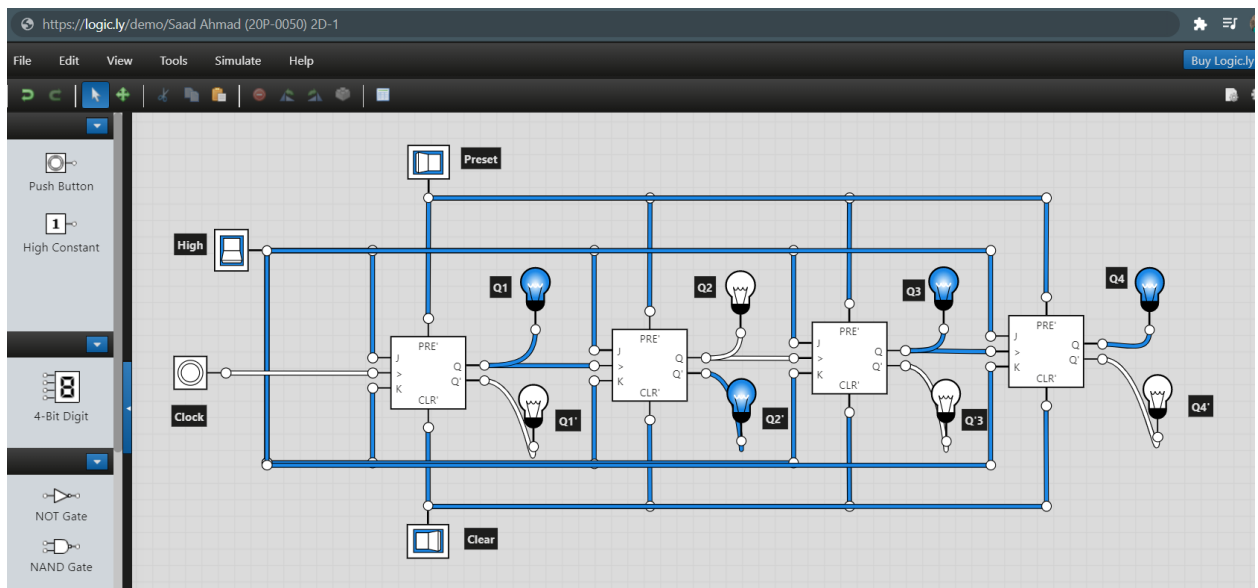 https://logic.ly/demo/Saad Ahmad (20P-0050) 2D-1
File Edit View Tools Simulate Help
Buy Logic.ly
Push Button
1
High Constant
8
4-Bit Digit
NOT Gate
NAND Gate
Preset
High
Clock
Clear
Q1
Q2
Q3
Q4
Q1'
Q2'
Q'3
Q4'
PRE'
J
Q
>
K
Q'
CLR'
PRE'
J
Q
>
K
Q'
CLR'
PRE'
J
Q
>
K
Q'
CLR'
PRE'
J
Q
>
K
Q'
CLR'